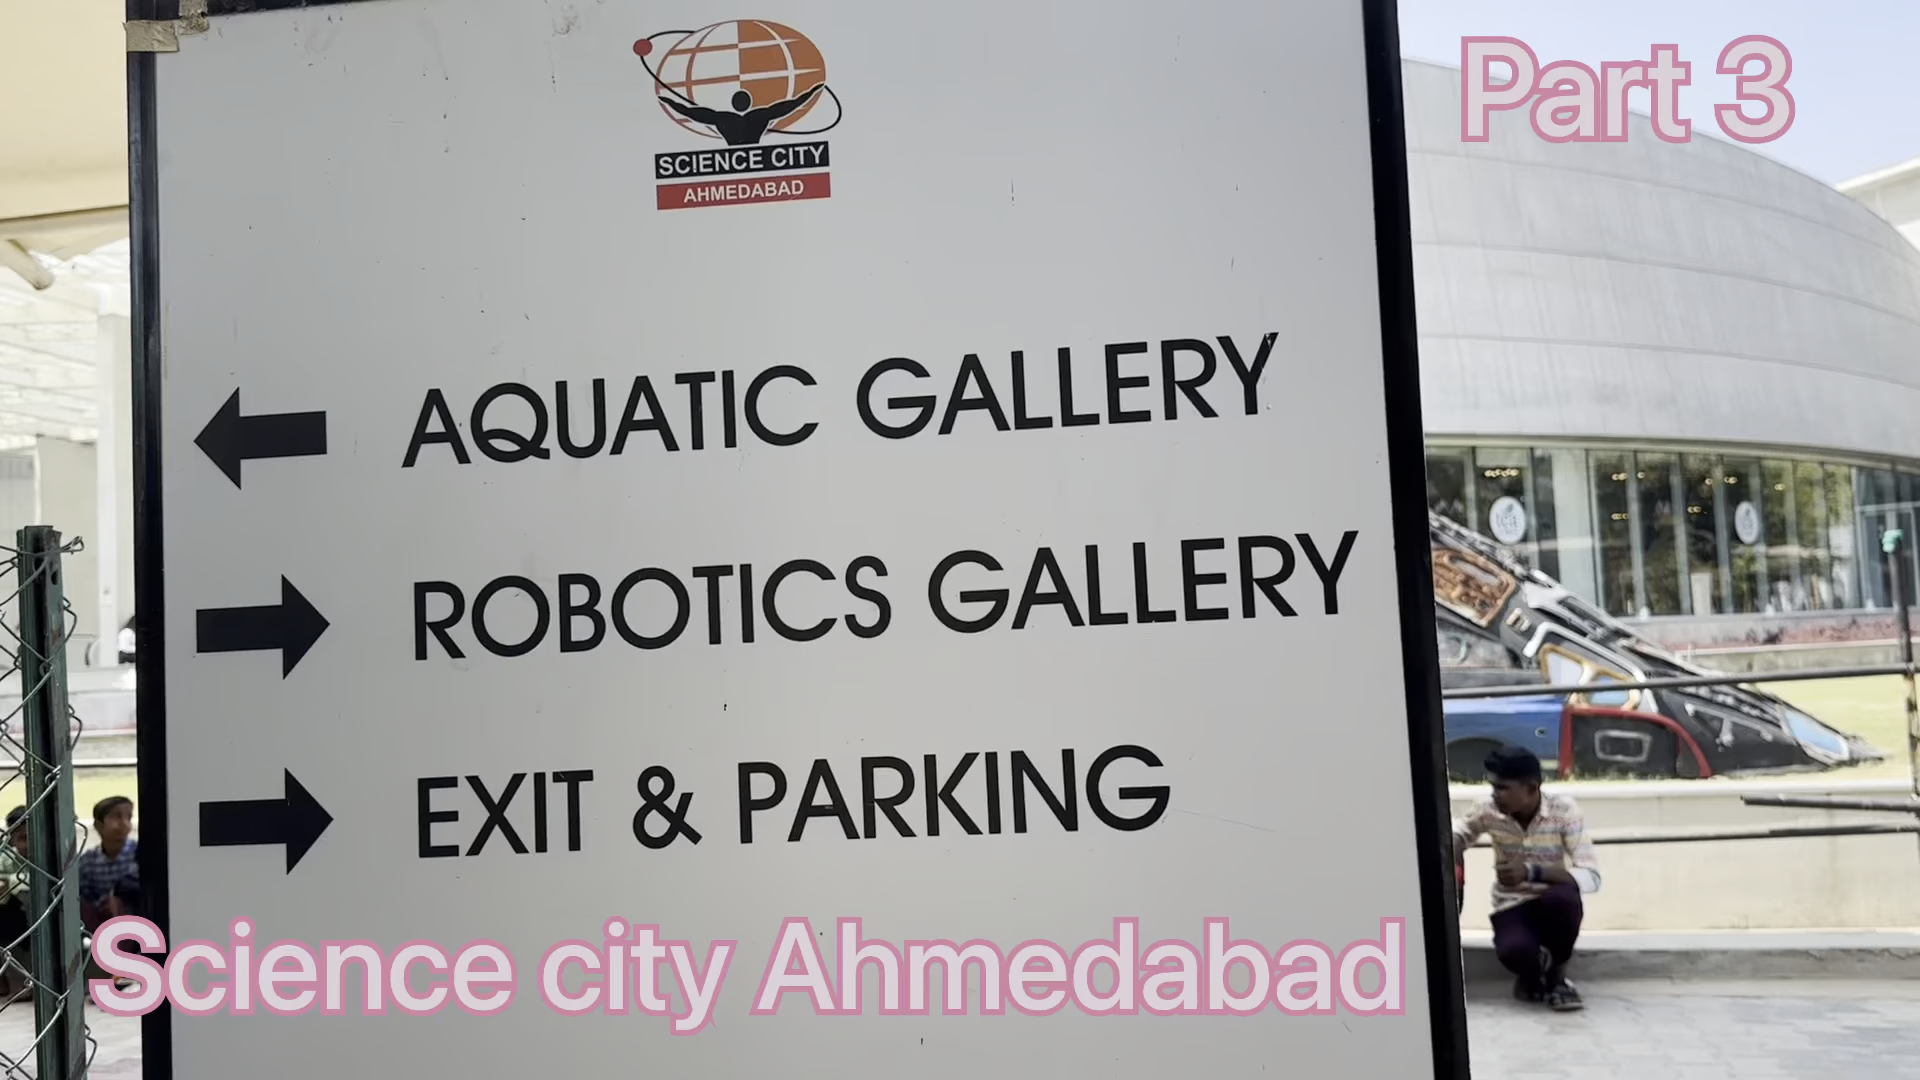 Part 3
SCIENCE CITY
AHMEDABAD
AQUATIC GALLERY
ROBOTICS GALLERY
EXIT & PARKING
Science city Ahmedabad